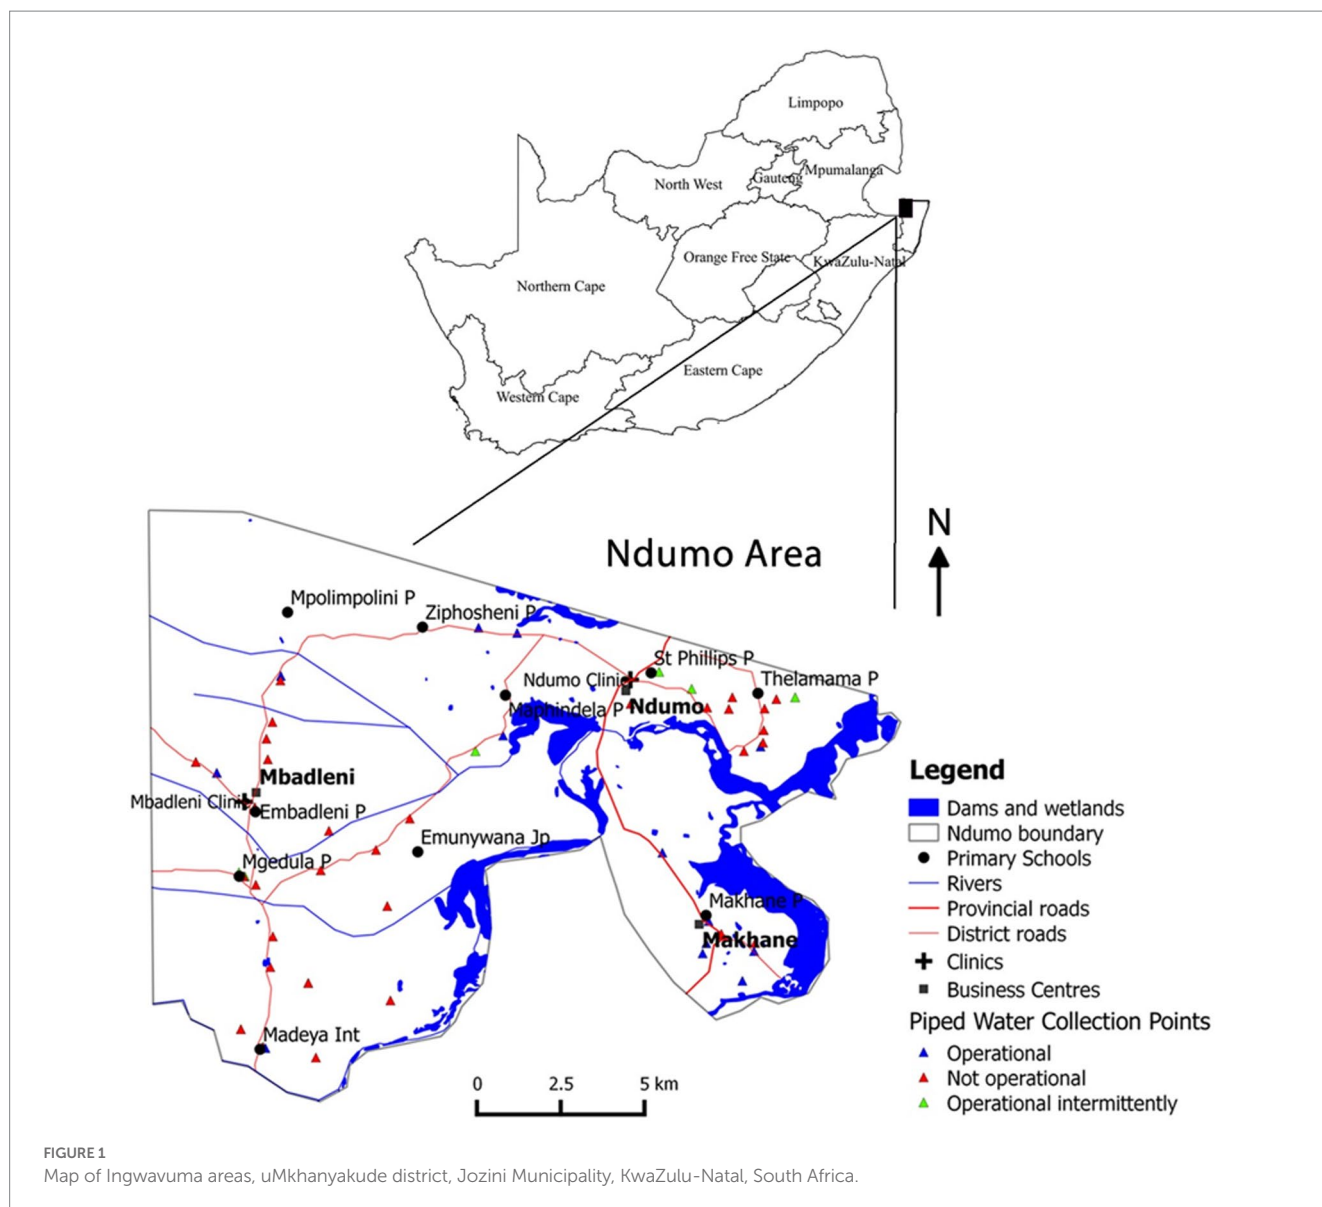 Limpopo
North West
Gauteng
Mpumalanga
Orange Free State
KwaZulu-Natal
Northern Cape
Eastern Cape
Western Cape
N
Ndumo Area
Mpolimpolini P
Ziphosheni P
St Phillips P
Ndumo Clinic
Thelamama P
Maphindela P
Ndumo
Mbadleni
Mbadleni Clinic
Embadleni P
Emunywana Jp
Mgedula P
Makhane P
Makhane
Madeya Int
0 2.5 5 km
Legend
Dams and wetlands
Ndumo boundary
Primary Schools
Rivers
Provincial roads
District roads
Clinics
Business Centres
Piped Water Collection Points
Operational
Not operational
Operational intermittently
FIGURE 1
Map of Ingwavuma areas, uMkhanyakude district, Jozini Municipality, KwaZulu-Natal, South Africa.